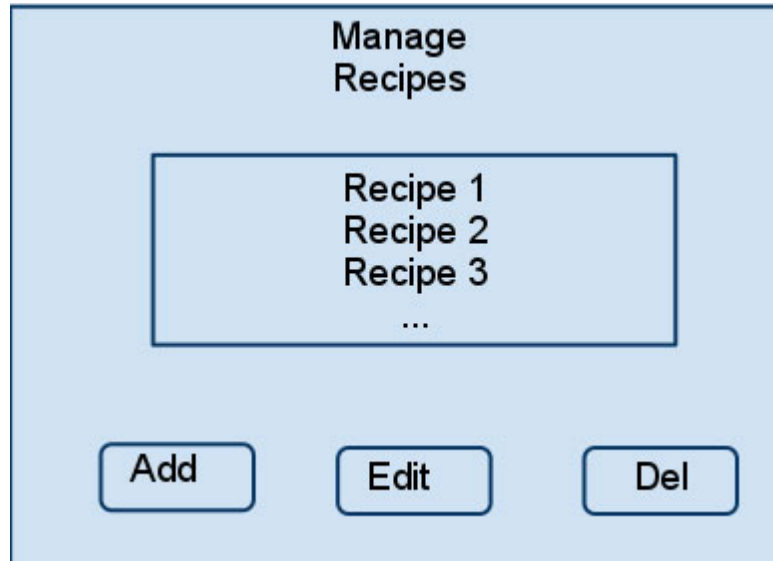 Manage
Recipes
Recipe 1
Recipe 2
Recipe 3
...
Add
Edit
Del